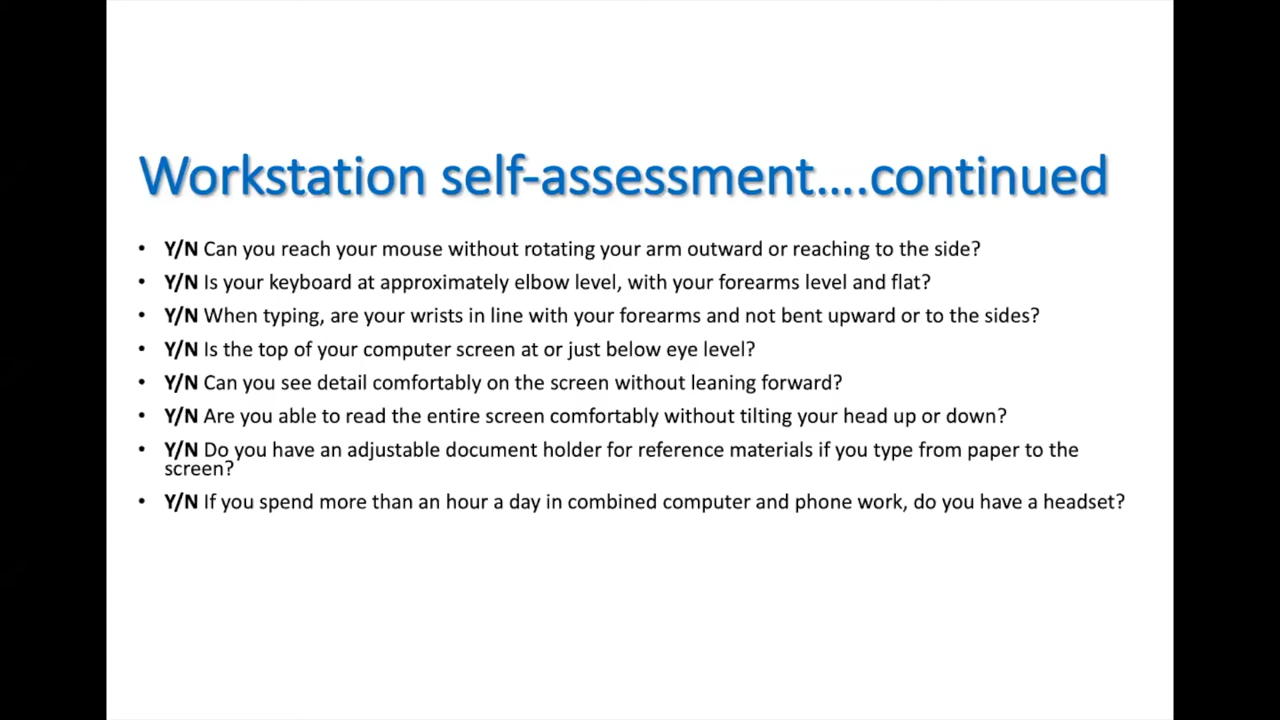 Workstation self-assessment....continued
• Y/N Can you reach your mouse without rotating your arm outward or reaching to the side?
• Y/N Is your keyboard at approximately elbow level, with your forearms level and flat?
• Y/N When typing, are your wrists in line with your forearms and not bent upward or to the sides?
• Y/N Is the top of your computer screen at or just below eye level?
• Y/N Can you see detail comfortably on the screen without leaning forward?
• Y/N Are you able to read the entire screen comfortably without tilting your head up or down?
• Y/N Do you have an adjustable document holder for reference materials if you type from paper to the
screen?
• Y/N If you spend more than an hour a day in combined computer and phone work, do you have a headset?